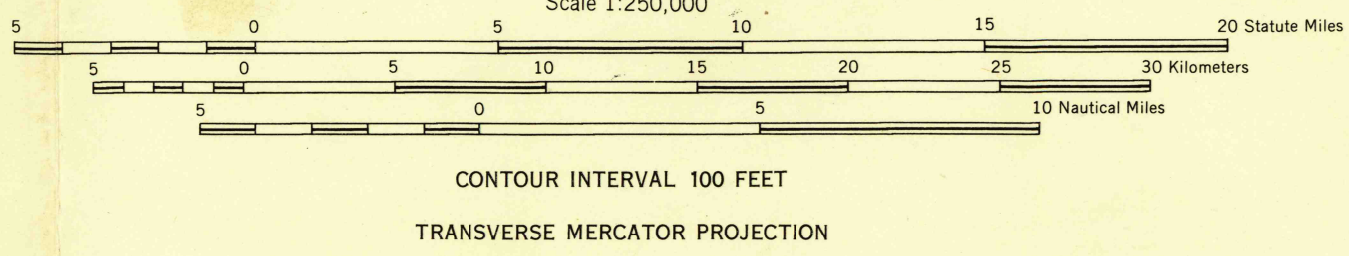 Scale 1:250,000
5 0 5 10 15 20 Statute Miles
5 0 5 10 15 20 25 30 Kilometers
5 0 5 10 Nautical Miles
CONTOUR INTERVAL 100 FEET
TRANSVERSE MERCATOR PROJECTION